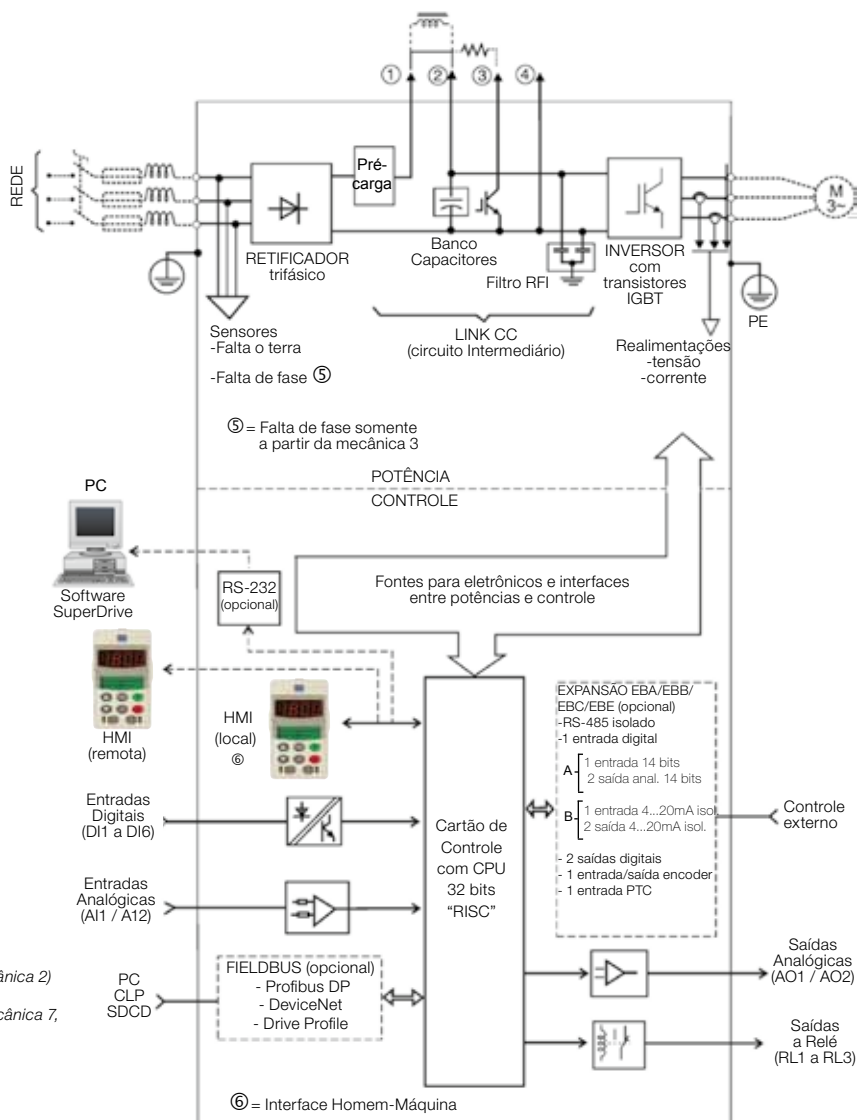 ① ② ③ ④
REDE
Pré-
carga
M
3~
RETIFICADOR
trifásico
Banco
Capacitores
Filtro RFI
INVERSOR
com
transistores
IGBT
PE
Sensores
-Falta o terra
-Falta de fase ⑤
LINK CC
(circuito Intermediário)
Realimentações
-tensão
-corrente
⑤ = Falta de fase somente
a partir da mecânica 3
POTÊNCIA
CONTROLE
PC
Software
SuperDrive
RS-232
(opcional)
Fontes para eletrônicos e interfaces
entre potências e controle
HMI
(remota)
HMI
(local)
⑥
EXPANSÃO EBA/EBB/
EBC/EBE (opcional)
-RS-485 isolado
-1 entrada digital
A
1 entrada 14 bits
2 saída anal. 14 bits
B
1 entrada 4...20mA iso
2 saída 4...20mA isol.
- 2 saídas digitais
- 1 entrada/saída encoder
- 1 entrada PTC
Controle
externo
Entradas
Digitais
(DI1 a DI6)
Cartão de
Controle
com CPU
32 bits
“RISC”
Entradas
Analógicas
(AI1 / A12)
Saídas
Analógicas
(AO1 / AO2)
ânica 2)
cânica 7,
PC
CLP
SDCD
FIELDBUS (opcional)
- Profibus DP
- DeviceNet
- Drive Profile
Saídas
a Relé
(RL1 a RL3)
⑥ = Interface Homem-Máquina